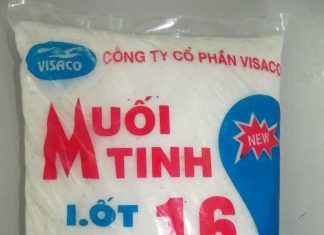 VISACO
CÔNG TY CỔ PHẦN VISACO
MUỐI
TINH
NEW
I.ỐT 16